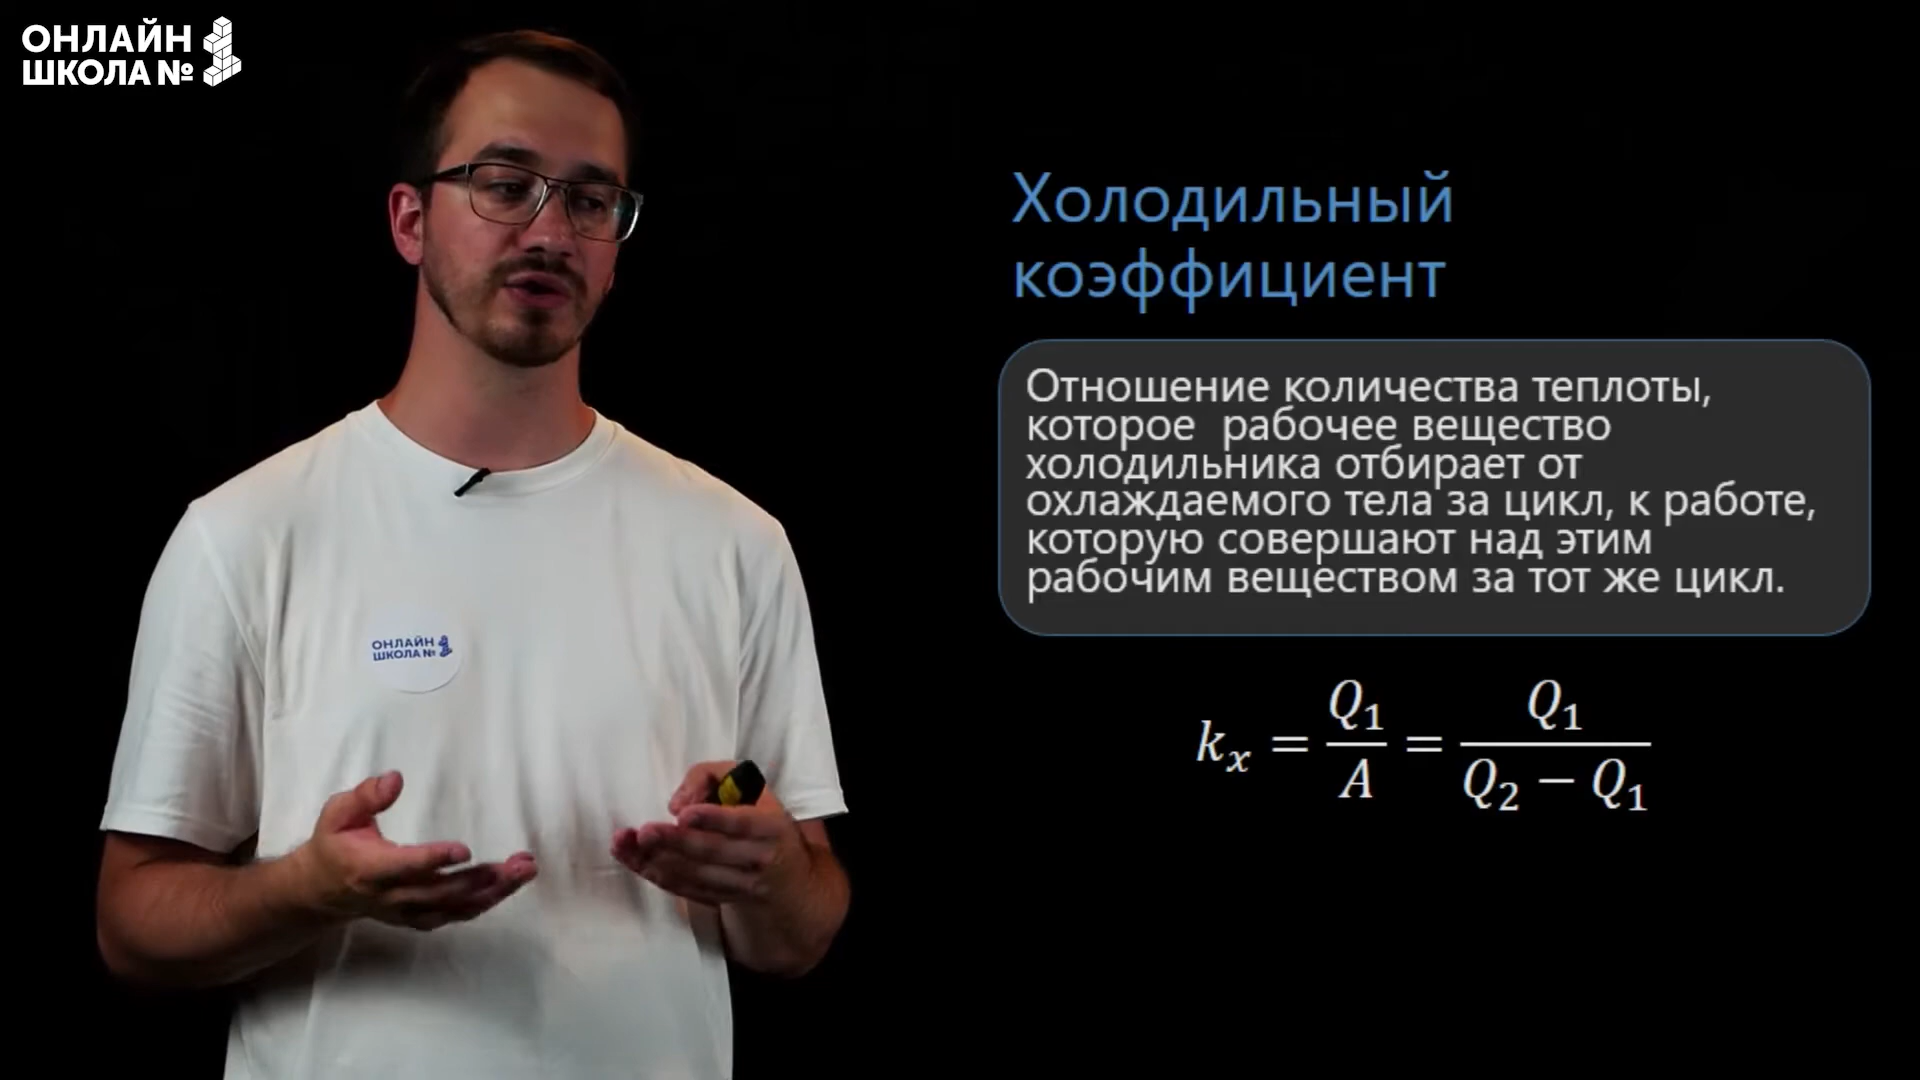 ОНЛАЙН
ШКОЛА №
Холодильный
коэффициент
Отношение количества теплоты,
которое рабочее вещество
холодильника отбирает от
охлаждаемого тела за цикл, к работе,
которую совершают над этим
рабочим веществом за тот же цикл.
k_x = Q_1/A = Q_1/(Q_2 − Q_1)
ОНЛАЙН
ШКОЛА №